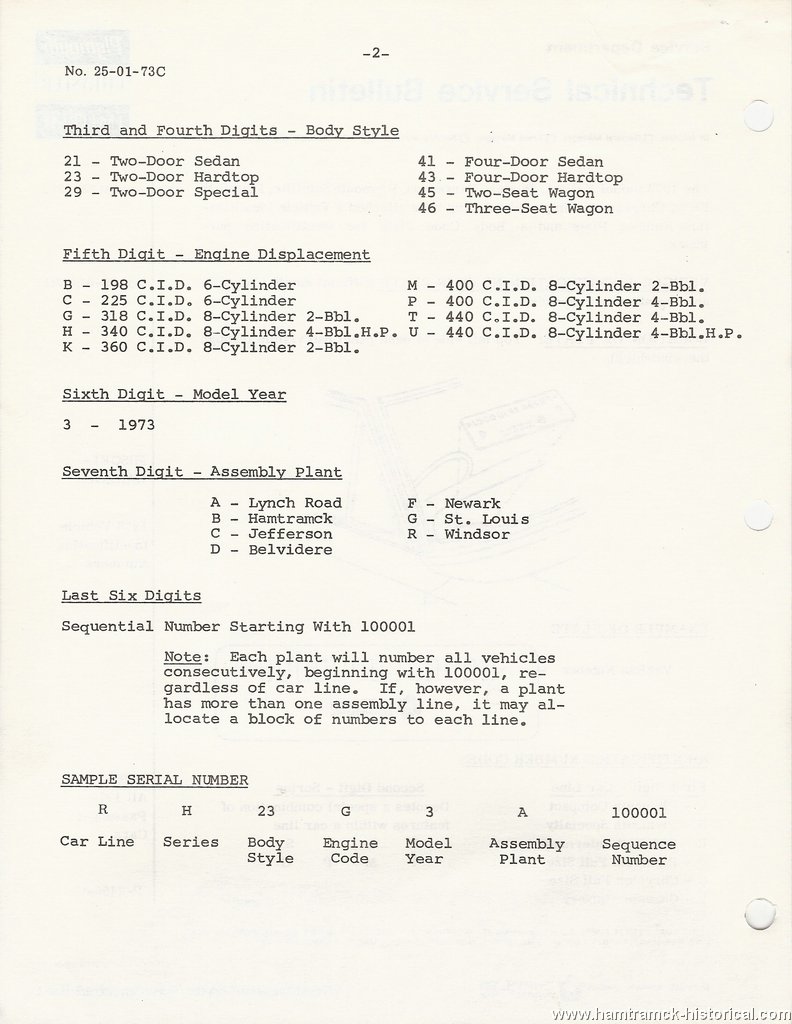 -2-
No. 25-01-73C
Third and Fourth Digits - Body Style
21 - Two-Door Sedan
23 - Two-Door Hardtop
29 - Two-Door Special
41 - Four-Door Sedan
43 - Four-Door Hardtop
45 - Two-Seat Wagon
46 - Three-Seat Wagon
Fifth Digit - Engine Displacement
B - 198 C.I.D. 6-Cylinder
C - 225 C.I.D. 6-Cylinder
G - 318 C.I.D. 8-Cylinder 2-Bbl.
H - 340 C.I.D. 8-Cylinder 4-Bbl.H.P.
K - 360 C.I.D. 8-Cylinder 2-Bbl.
M - 400 C.I.D. 8-Cylinder 2-Bbl.
P - 400 C.I.D. 8-Cylinder 4-Bbl.
T - 440 C.I.D. 8-Cylinder 4-Bbl.
U - 440 C.I.D. 8-Cylinder 4-Bbl.H.P.
Sixth Digit - Model Year
3 - 1973
Seventh Digit - Assembly Plant
A - Lynch Road
B - Hamtramck
C - Jefferson
D - Belvidere
F - Newark
G - St. Louis
R - Windsor
Last Six Digits
Sequential Number Starting With 100001
Note: Each plant will number all vehicles
consecutively, beginning with 100001, re-
gardless of car line. If, however, a plant
has more than one assembly line, it may al-
locate a block of numbers to each line.
SAMPLE SERIAL NUMBER
R H 23 G 3 A 100001
Car Line Series Body Engine Model Assembly Sequence
Style Code Year Plant Number
www.hamtramck-historical.com